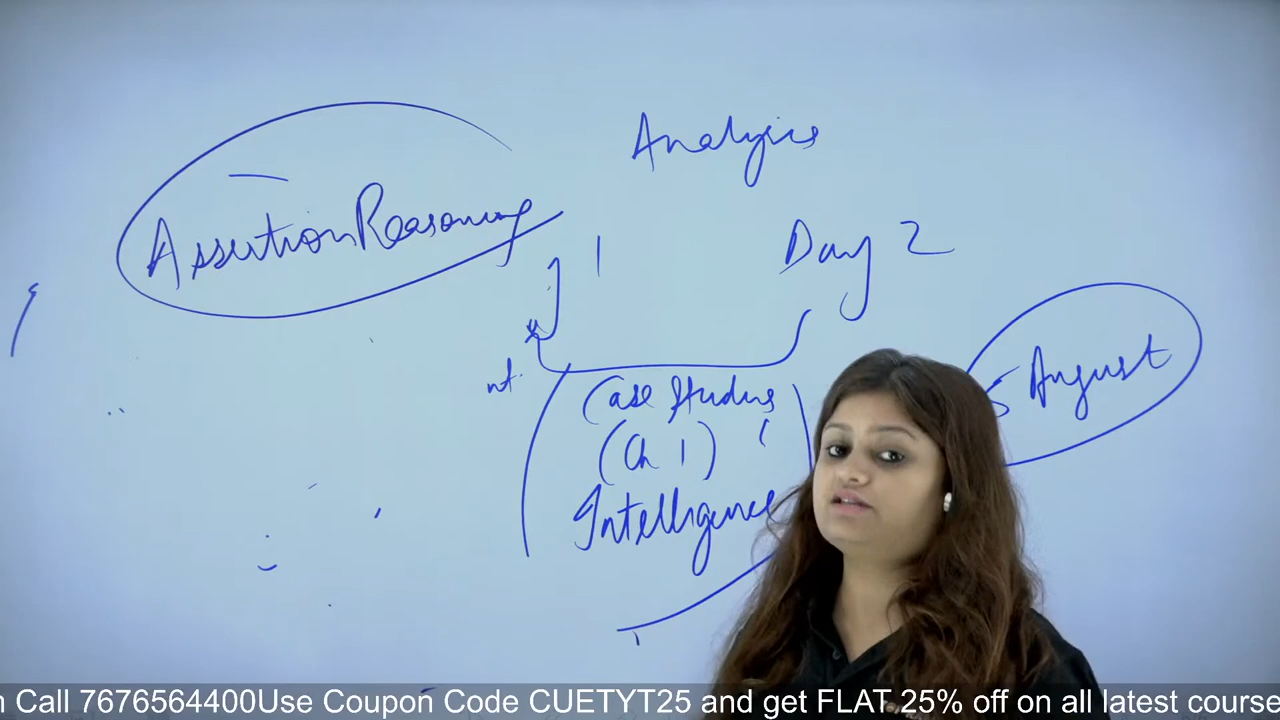 Analysis
Assertion Reasoning
Day 2
August
Case Studies
(Ch 1)
Intelligence
n Call 7676564400Use Coupon Code CUETYT25 and get FLAT 25% off on all latest course